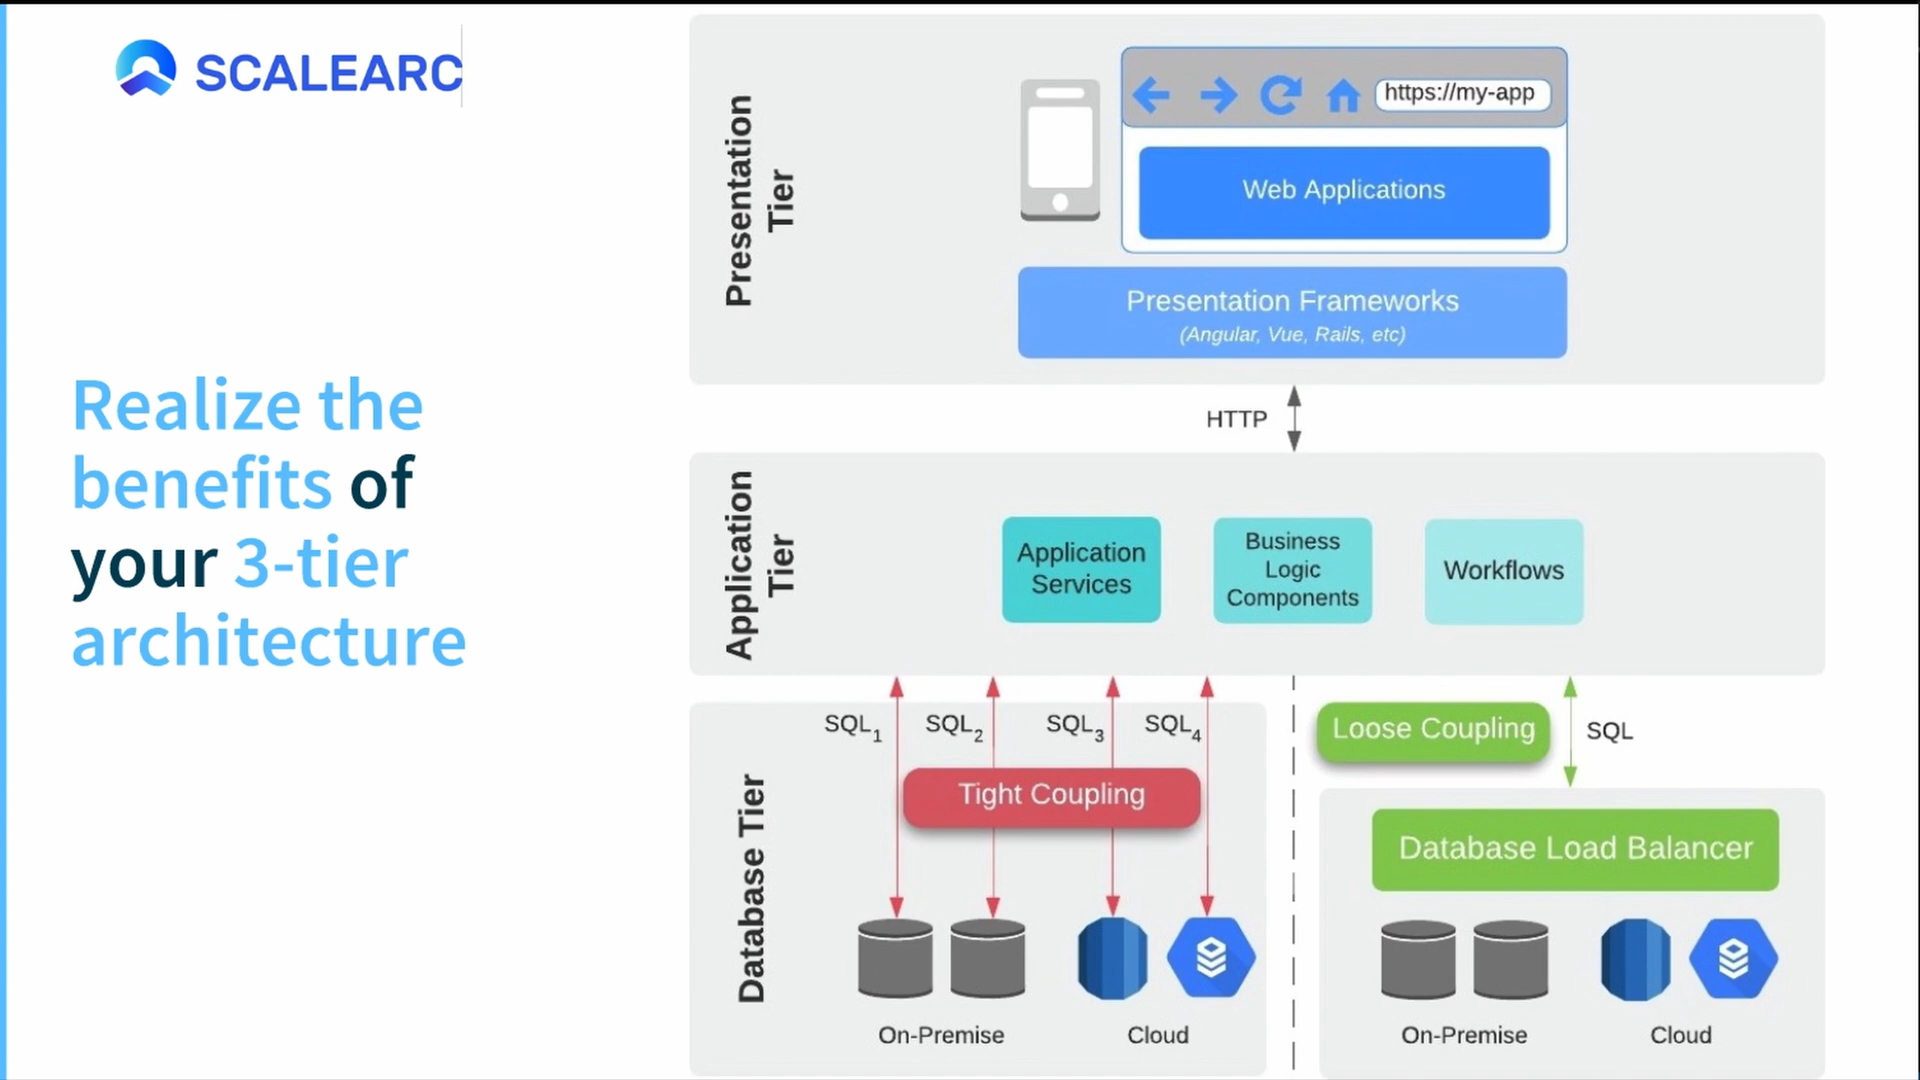 SCALEARC
Realize the
benefits of
your 3-tier
architecture
Presentation
Tier
https://my-app
Web Applications
Presentation Frameworks
(Angular, Vue, Rails, etc)
HTTP
Application
Tier
Application
Services
Business
Logic
Components
Workflows
Database Tier
SQL1
SQL2
SQL3
SQL4
Tight Coupling
On-Premise
Cloud
Loose Coupling
SQL
Database Load Balancer
On-Premise
Cloud